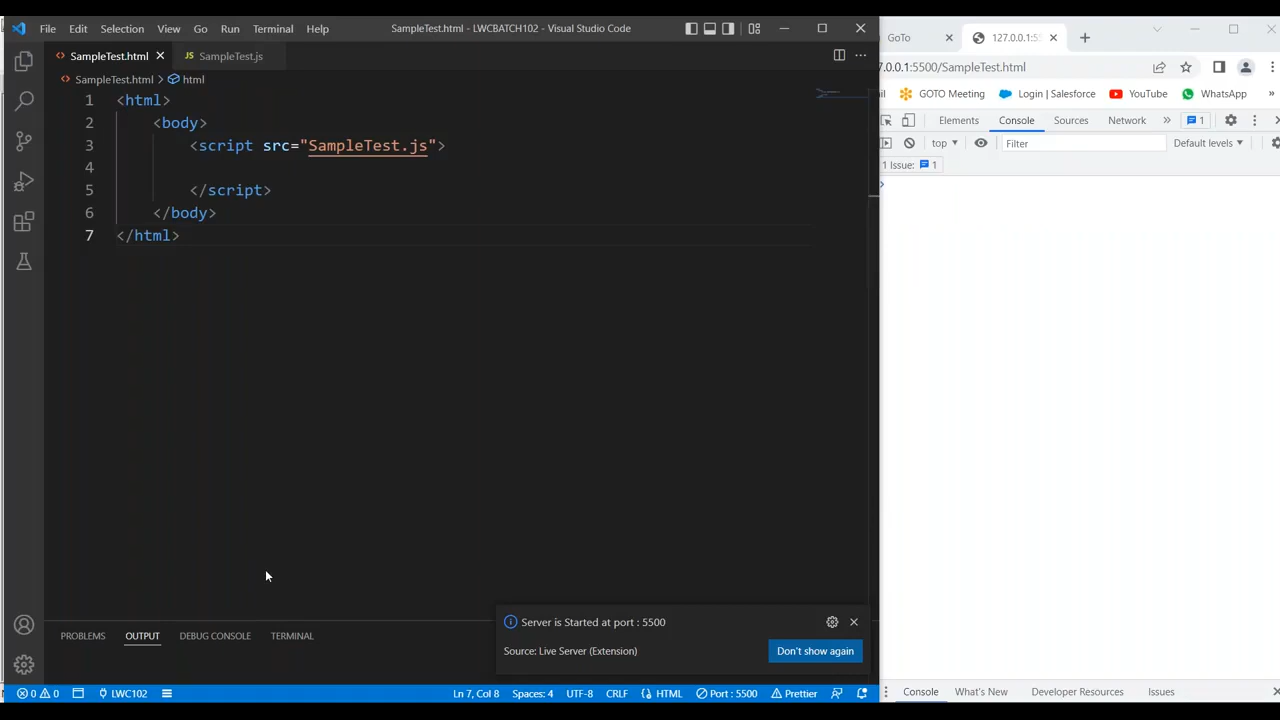 File Edit Selection View Go Run Terminal Help
SampleTest.html - LWCBATCH102 - Visual Studio Code
SampleTest.html
JS SampleTest.js
SampleTest.html > html
1 <html>
2 <body>
3 <script src="SampleTest.js">
4
5 </script>
6 </body>
7 </html>
PROBLEMS OUTPUT DEBUG CONSOLE TERMINAL
Server is Started at port : 5500
Source: Live Server (Extension)
Don't show again
0 0 LWC102
Ln 7, Col 8 Spaces: 4 UTF-8 CRLF HTML Port : 5500 Prettier
GoTo
127.0.0.1:55
7.0.0.1:5500/SampleTest.html
il GOTO Meeting Login | Salesforce YouTube WhatsApp »
Elements Console Sources Network » 1
top Filter Default levels
1 Issue: 1
Console What's New Developer Resources Issues